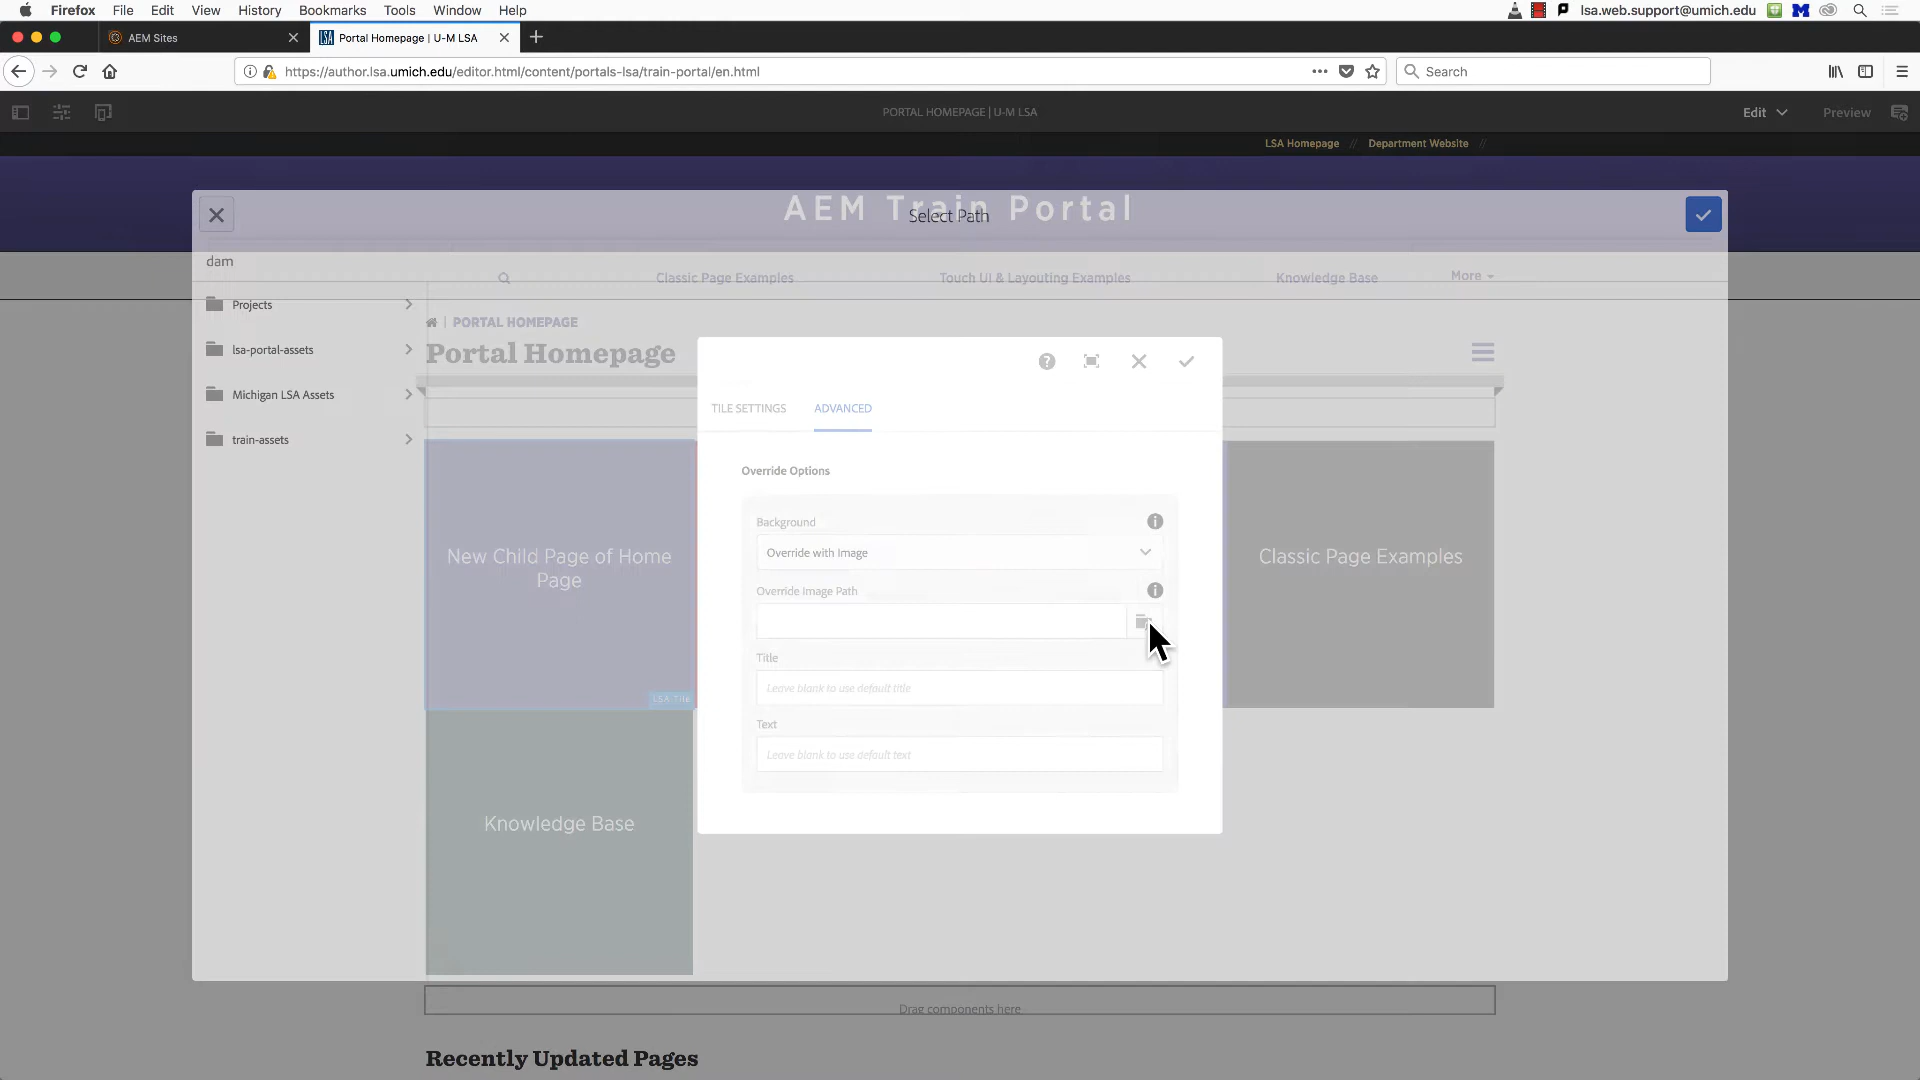 Firefox File Edit View History Bookmarks Tools Window Help lsa.web.support@umich.edu
AEM Sites Portal Homepage | U-M LSA
https://author.lsa.umich.edu/editor.html/content/portals-lsa/train-portal/en.html Search
PORTAL HOMEPAGE | U-M LSA Edit Preview
LSA Homepage // Department Website //
AEM Train Portal
Select Path
dam
Classic Page Examples Touch UI & Layouting Examples Knowledge Base More
Projects
| PORTAL HOMEPAGE
lsa-portal-assets
Portal Homepage
Michigan LSA Assets
train-assets
TILE SETTINGS ADVANCED
Override Options
Background
Override with Image
Override Image Path
Title
Leave blank to use default title
Text
Leave blank to use default text
New Child Page of Home
Page
LSA Tile
Classic Page Examples
Knowledge Base
Drag components here
Recently Updated Pages